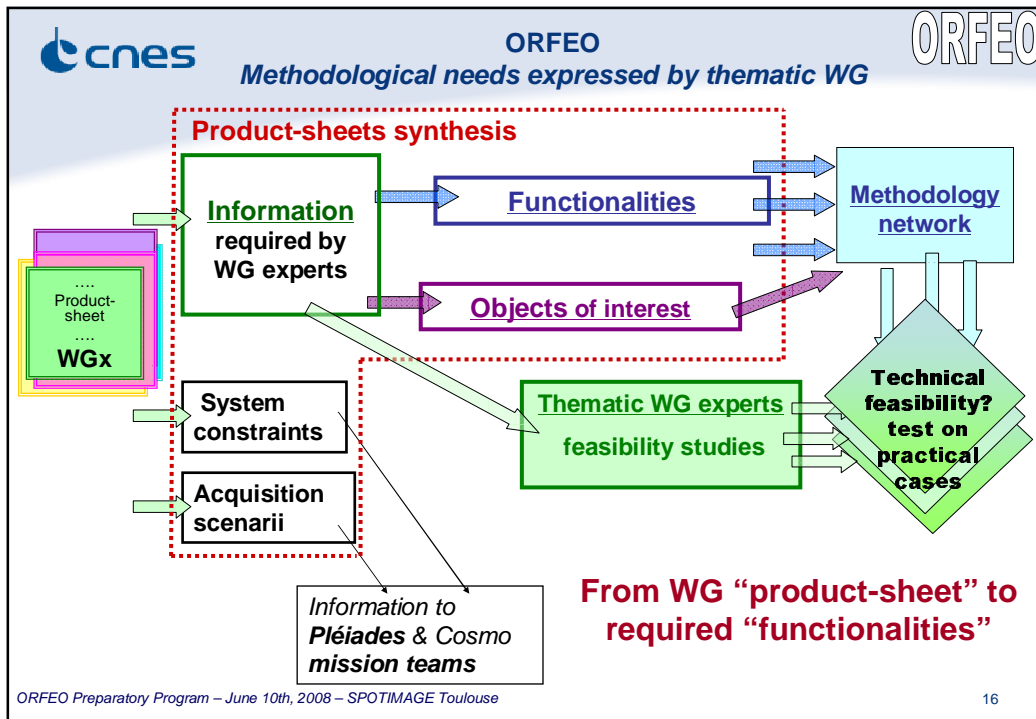 cnes
ORFEO
ORFEO
Methodological needs expressed by thematic WG
Product-sheets synthesis
Information
required by
WG experts
Functionalities
Methodology
network
Objects of interest
....
Product-
sheet
....
WGx
System
constraints
Acquisition
scenarii
Thematic WG experts
feasibility studies
Technical
feasibility?
test on
practical
cases
Information to
Pléiades & Cosmo
mission teams
From WG “product-sheet” to
required “functionalities”
ORFEO Preparatory Program – June 10th, 2008 – SPOTIMAGE Toulouse
16